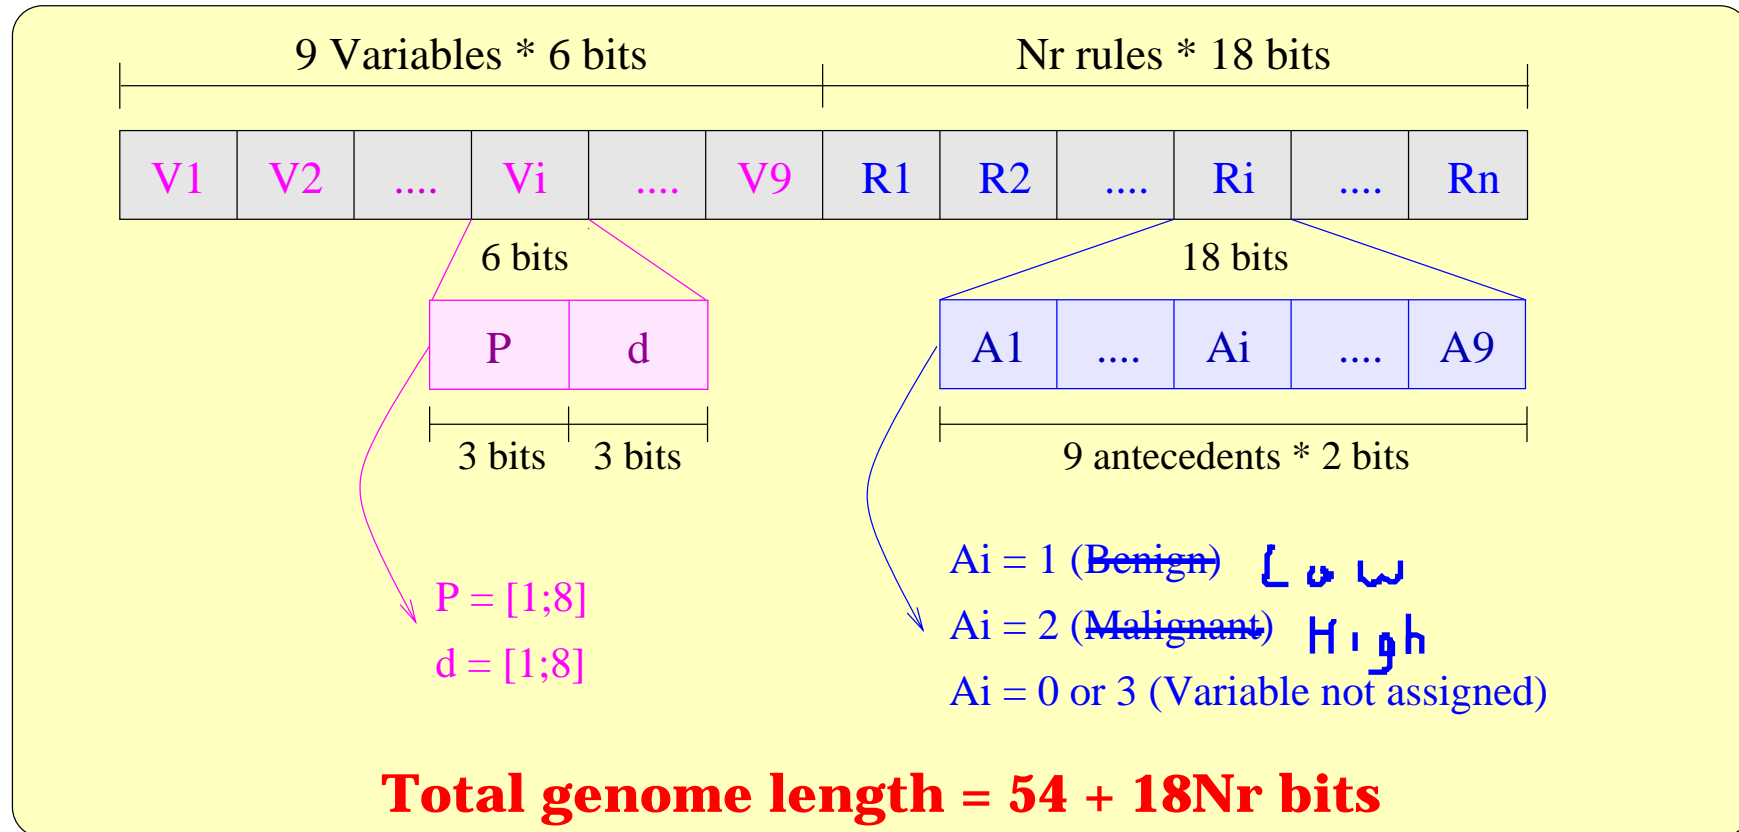 9 Variables * 6 bits Nr rules * 18 bits
V1 V2 .... Vi .... V9 R1 R2 .... Ri .... Rn
6 bits 18 bits
P d A1 .... Ai .... A9
3 bits 3 bits 9 antecedents * 2 bits
Ai = 1 (Benign) Low
P = [1;8]
Ai = 2 (Malignant) High
d = [1;8]
Ai = 0 or 3 (Variable not assigned)
Total genome length = 54 + 18Nr bits